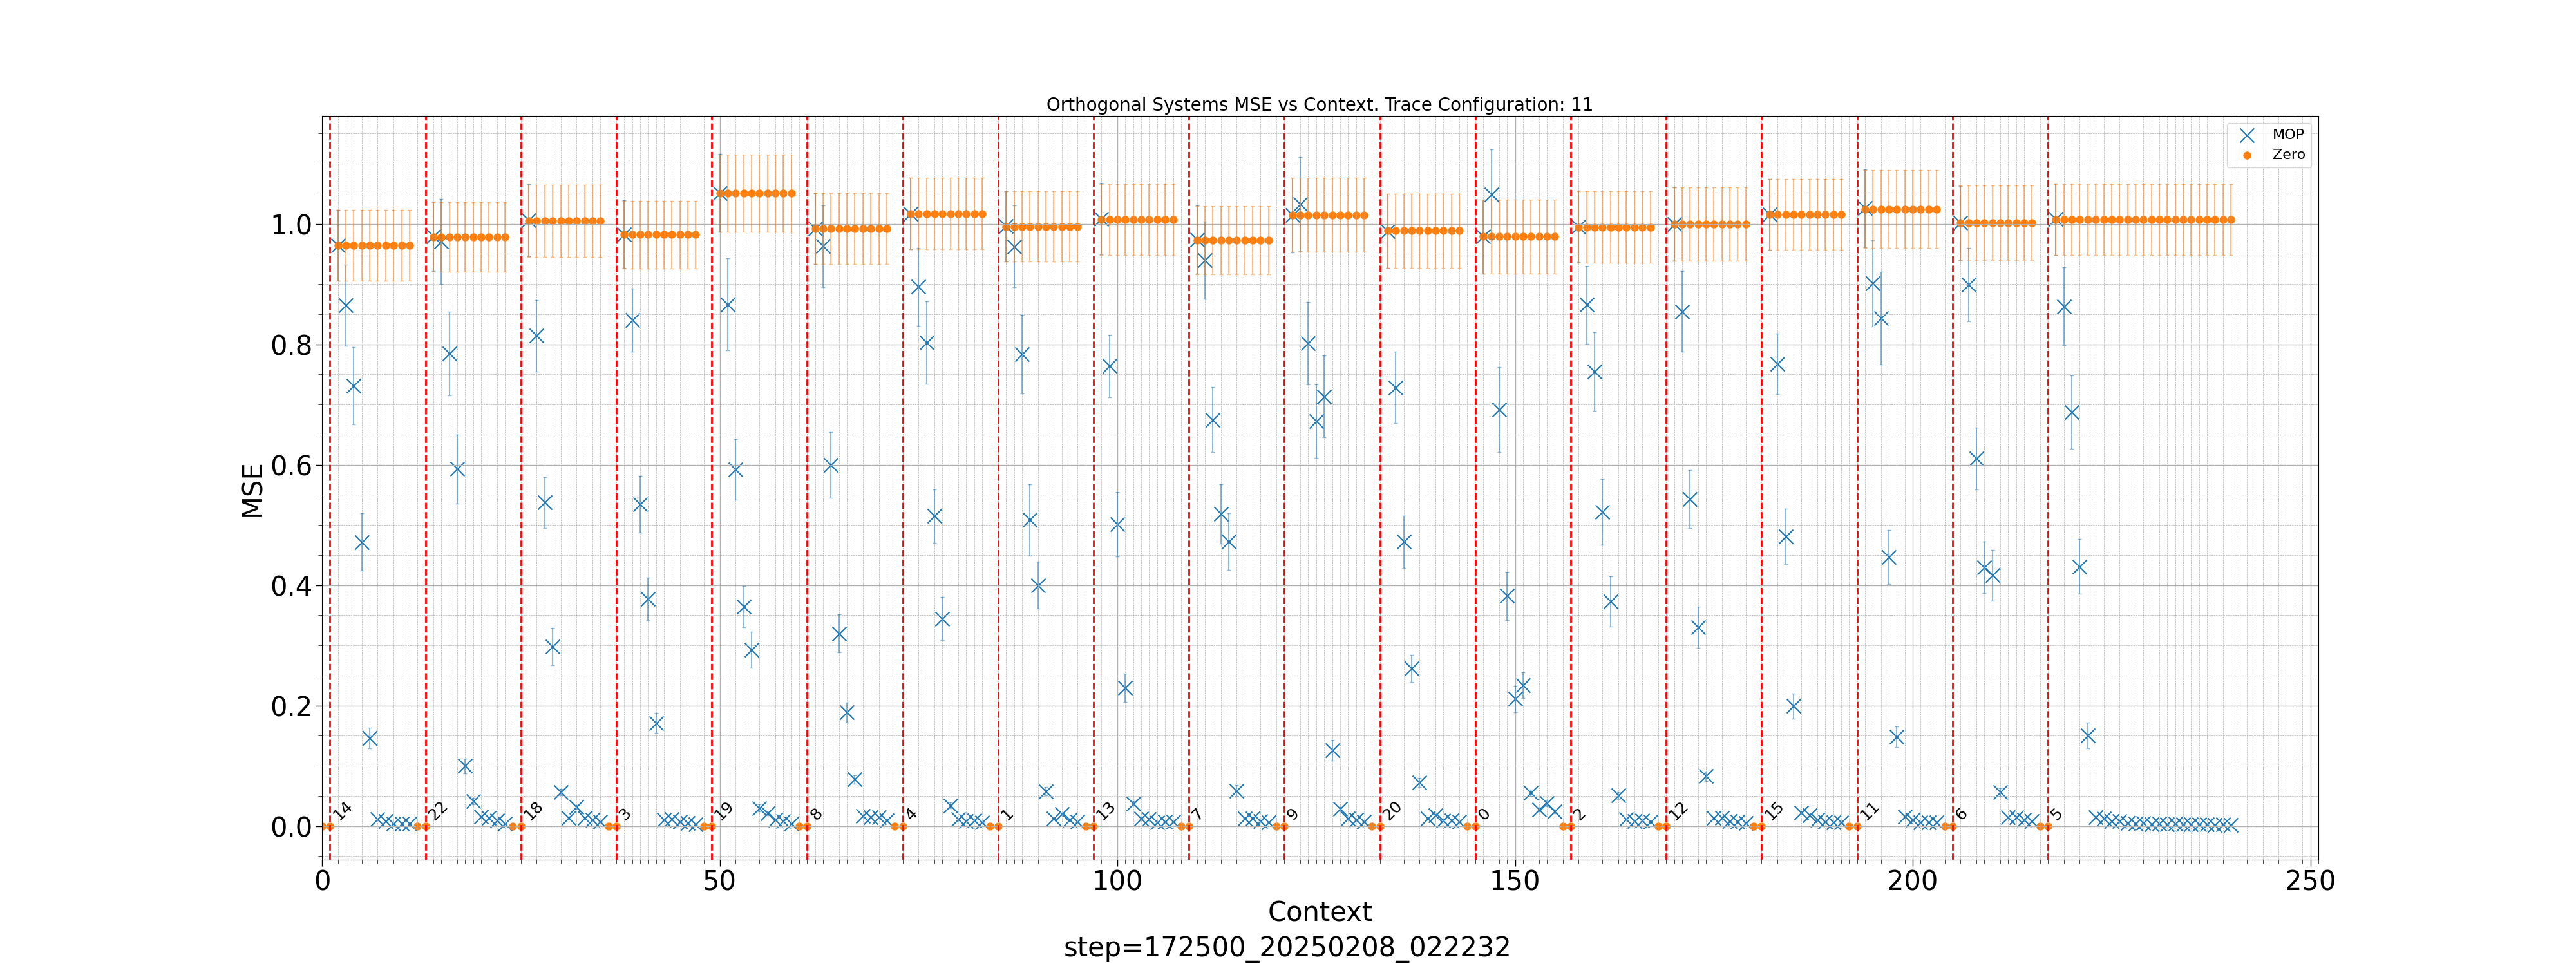 Orthogonal Systems MSE vs Context. Trace Configuration: 11
MOP
Zero
MSE
1.0
0.8
0.6
0.4
0.2
0.0
14 22 18 3 19 8 4 1 13 7 9 20 0 2 12 15 11 6 5
0 50 100 150 200 250
Context
step=172500_20250208_022232